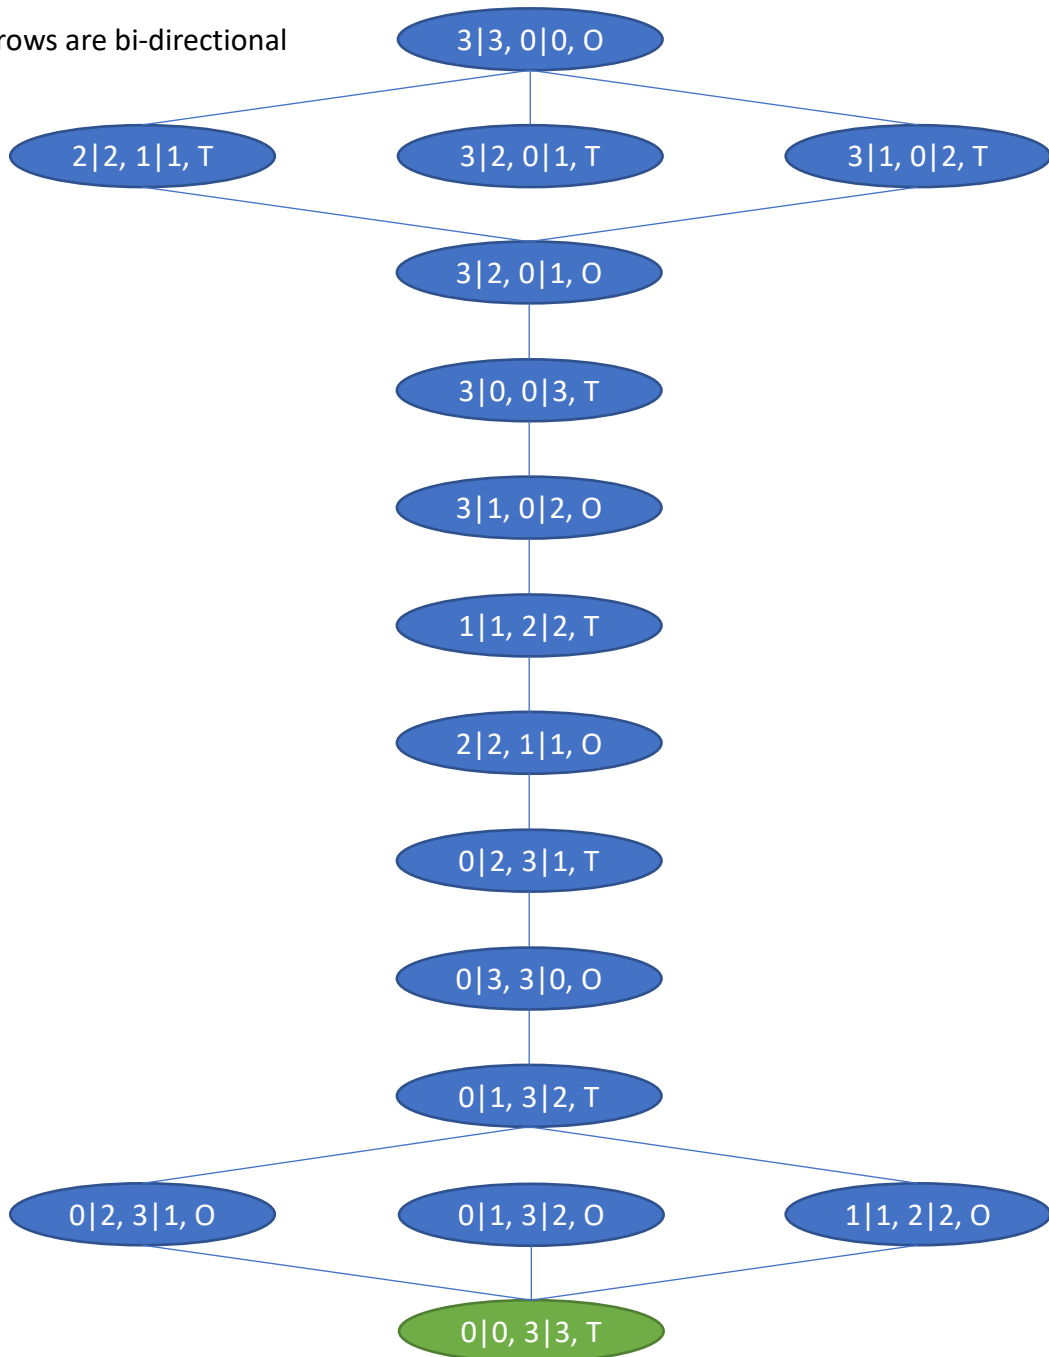 rows are bi-directional
3|3, 0|0, O
2|2, 1|1, T
3|2, 0|1, T
3|1, 0|2, T
3|2, 0|1, O
3|0, 0|3, T
3|1, 0|2, O
1|1, 2|2, T
2|2, 1|1, O
0|2, 3|1, T
0|3, 3|0, O
0|1, 3|2, T
0|2, 3|1, O
0|1, 3|2, O
1|1, 2|2, O
0|0, 3|3, T